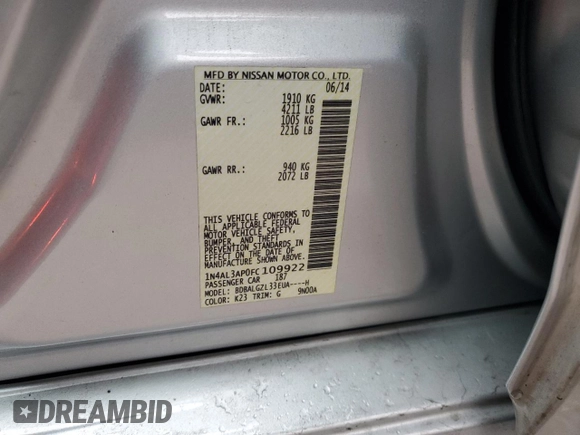 MFD BY NISSAN MOTOR CO., LTD.
DATE: 06/14
GVWR: 1910 KG
4211 LB
GAWR FR.: 1005 KG
2216 LB
GAWR RR.: 940 KG
2072 LB
THIS VEHICLE CONFORMS TO
ALL APPLICABLE FEDERAL
MOTOR VEHICLE SAFETY,
BUMPER, AND THEFT
PREVENTION STANDARDS IN
EFFECT ON THE DATE OF
MANUFACTURE SHOWN ABOVE.
1N4AL3AP0FC109922
PASSENGER CAR 187
MODEL: BDBALGZL33EUA----H
COLOR: K23 TRIM: G 9N00A
DREAMBID